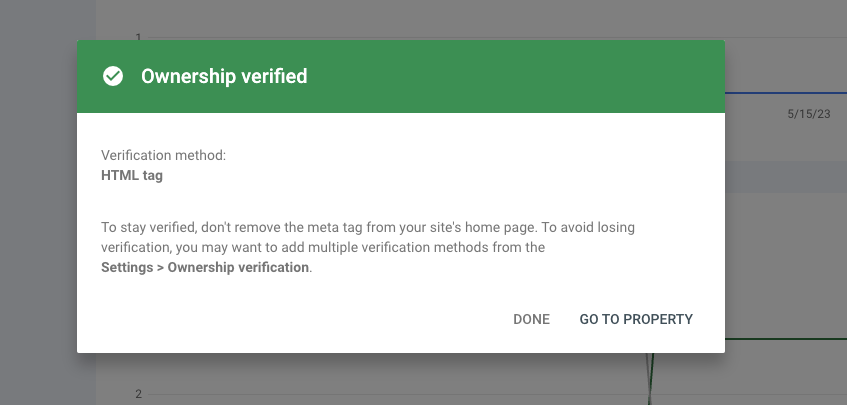 1
Ownership verified
5/15/23
Verification method:
HTML tag
To stay verified, don't remove the meta tag from your site's home page. To avoid losing
verification, you may want to add multiple verification methods from the
Settings > Ownership verification.
DONE GO TO PROPERTY
2